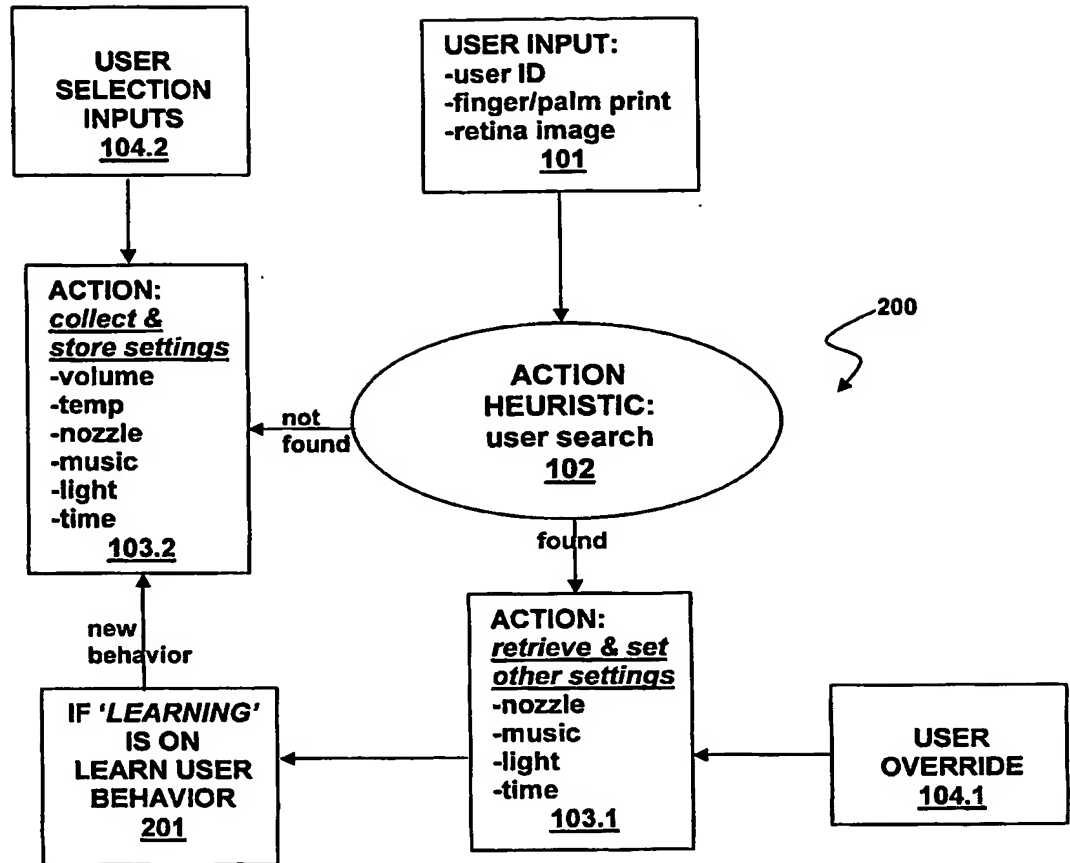 USER
SELECTION
INPUTS
104.2
USER INPUT:
-user ID
-finger/palm print
-retina image
101
ACTION:
collect &
store settings
-volume
-temp
-nozzle
-music
-light
-time
103.2
not
found
ACTION
HEURISTIC:
user search
102
200
found
new
behavior
IF 'LEARNING'
IS ON
LEARN USER
BEHAVIOR
201
ACTION:
retrieve & set
other settings
-nozzle
-music
-light
-time
103.1
USER
OVERRIDE
104.1